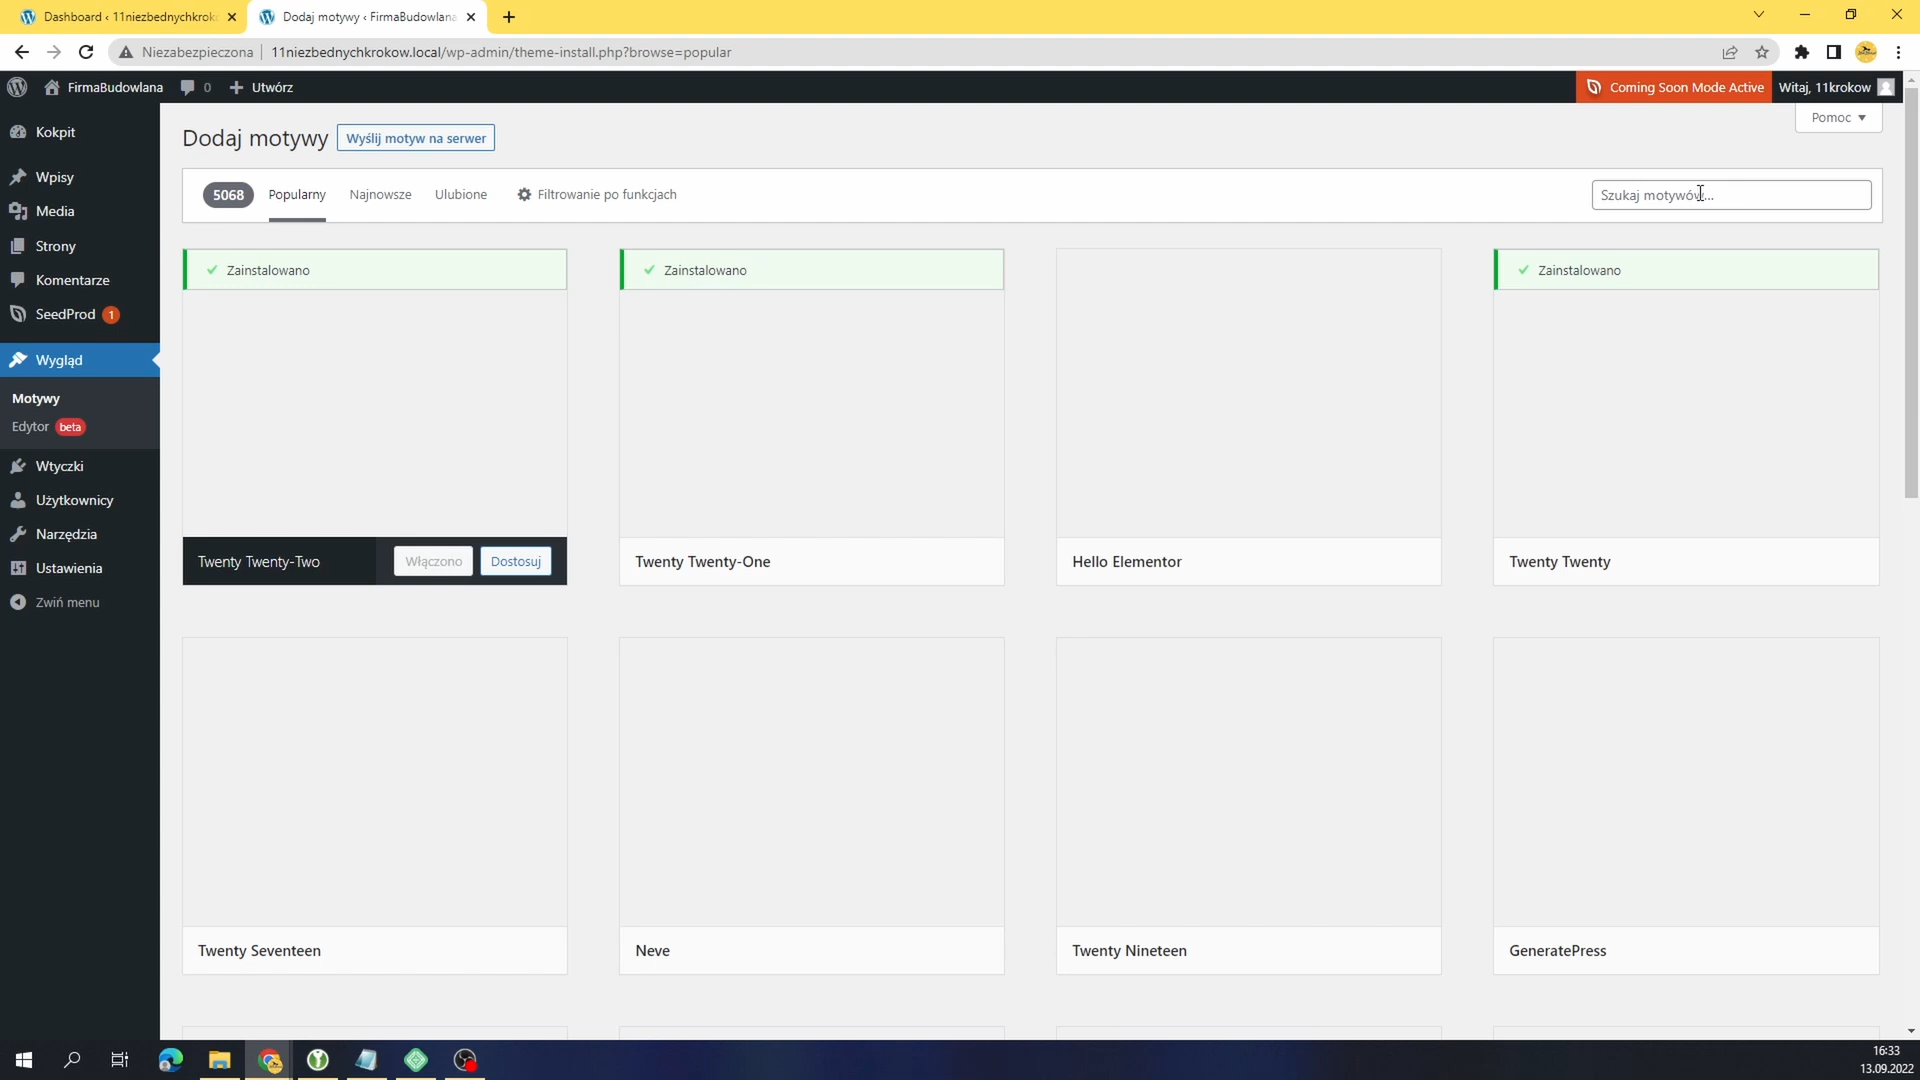 Dashboard ‹ 11niezbednychkrok
Dodaj motywy ‹ FirmaBudowlana
Niezabezpieczona
11niezbednychkrokow.local/wp-admin/theme-install.php?browse=popular
FirmaBudowlana
0
Utwórz
Coming Soon Mode Active
Witaj, 11krokow
Kokpit
Wpisy
Media
Strony
Komentarze
SeedProd 1
Wygląd
Motywy
Edytor beta
Wtyczki
Użytkownicy
Narzędzia
Ustawienia
Zwiń menu
Dodaj motywy
Wyślij motyw na serwer
Pomoc
5068
Popularny
Najnowsze
Ulubione
Filtrowanie po funkcjach
Szukaj motywów...
Zainstalowano
Zainstalowano
Zainstalowano
Twenty Twenty-Two
Włączono
Dostosuj
Twenty Twenty-One
Hello Elementor
Twenty Twenty
Twenty Seventeen
Neve
Twenty Nineteen
GeneratePress
16:33
13.09.2022